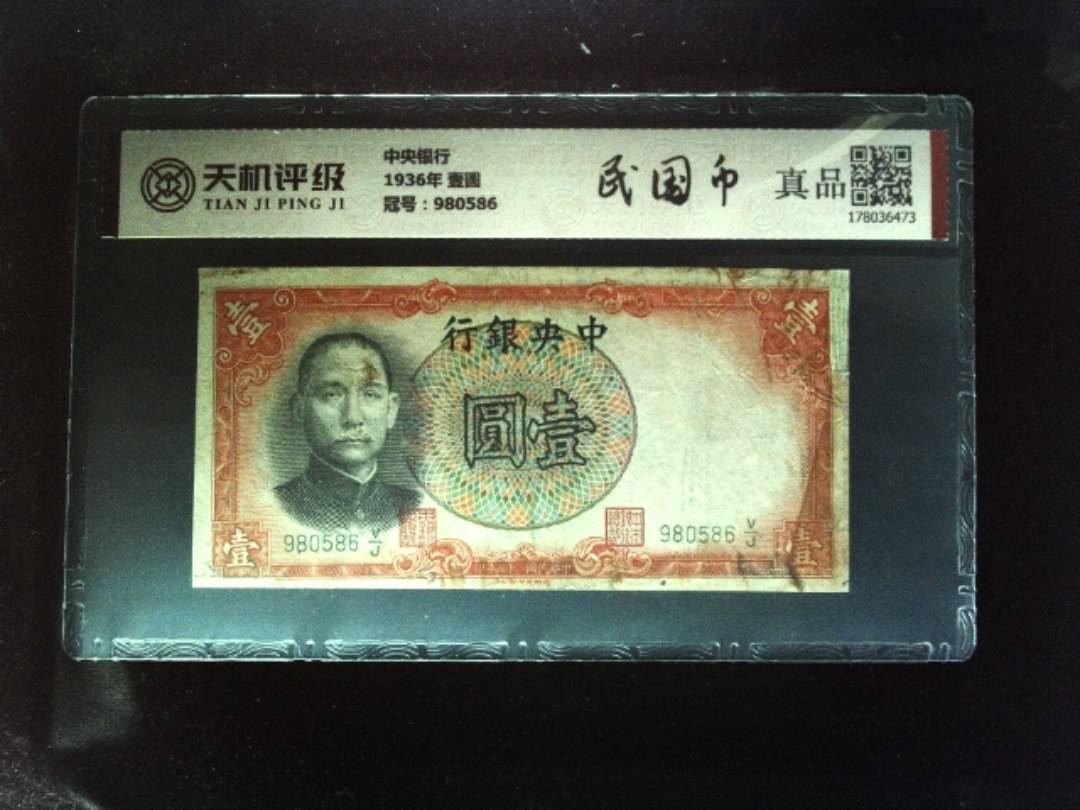 天机评级
TIAN JI PING JI
中央银行
1936年 壹圆
冠号：980586
民国币
真品
178036473
壹
壹
行銀央中
圓壹
980586 V/J
980586 V/J
壹
壹